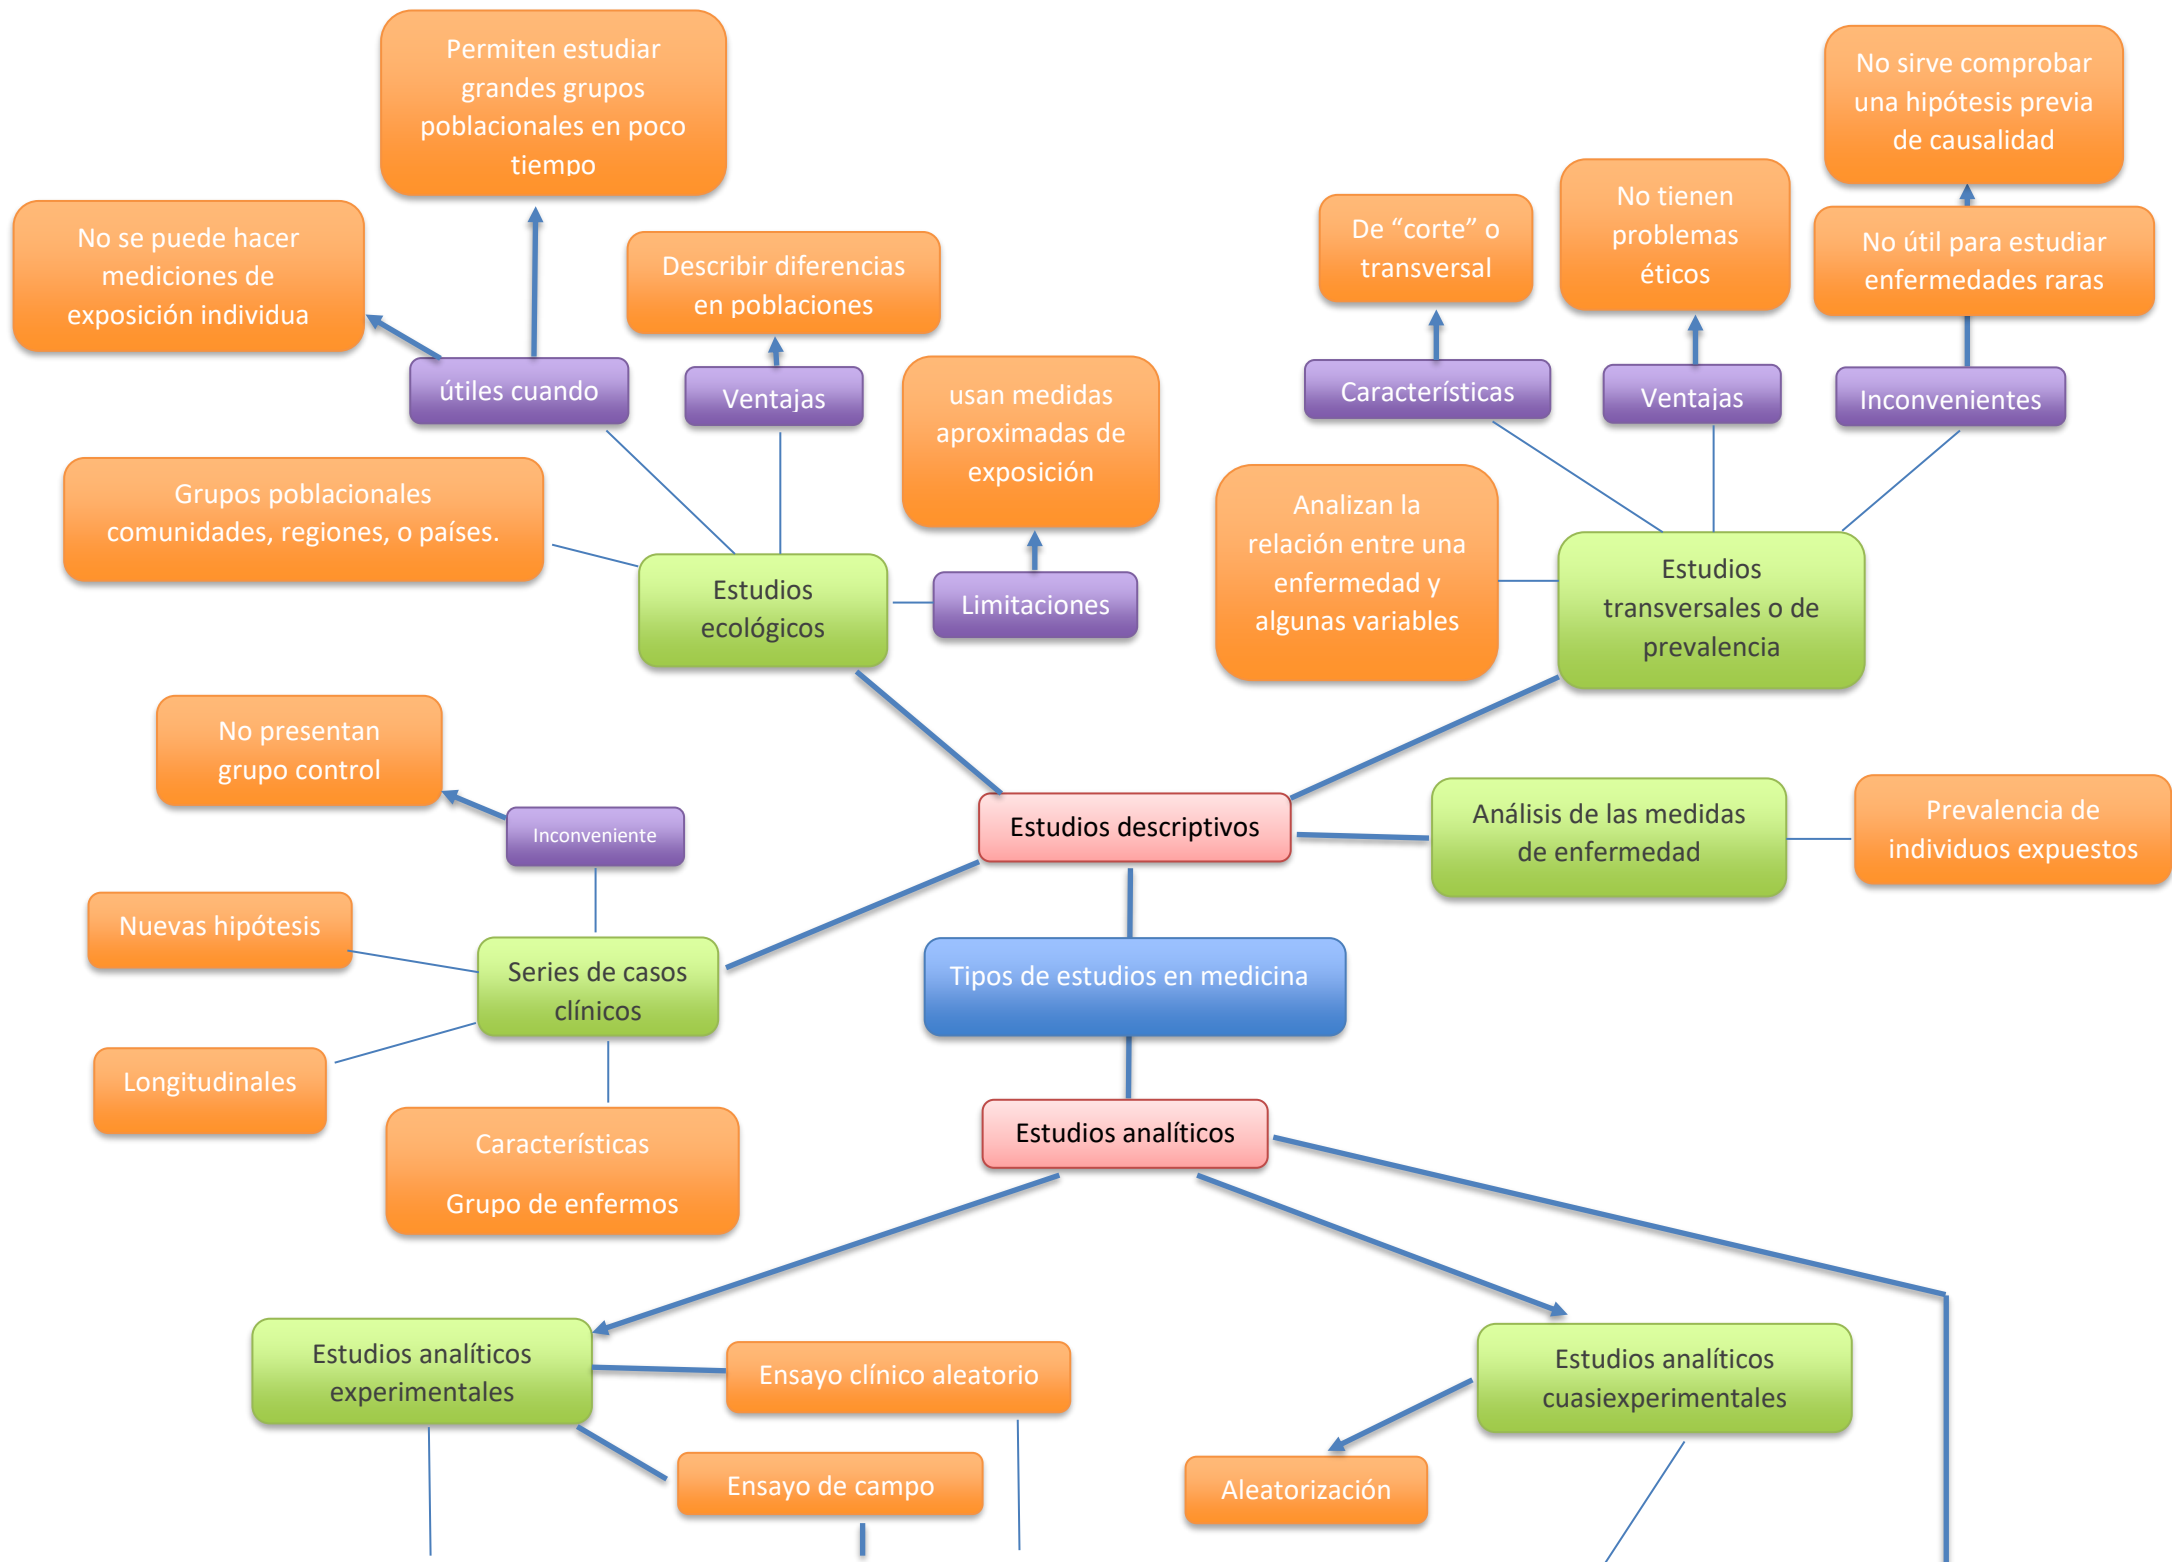 Permiten estudiar
grandes grupos
poblacionales en poco
tiempo
No sirve comprobar
una hipótesis previa
de causalidad
No se puede hacer
mediciones de
exposición individua
Describir diferencias
en poblaciones
De “corte” o
transversal
No tienen
problemas
éticos
No útil para estudiar
enfermedades raras
útiles cuando
Ventajas
usan medidas
aproximadas de
exposición
Características
Ventajas
Inconvenientes
Grupos poblacionales
comunidades, regiones, o países.
Analizan la
relación entre una
enfermedad y
algunas variables
Estudios
ecológicos
Limitaciones
Estudios
transversales o de
prevalencia
No presentan
grupo control
Inconveniente
Estudios descriptivos
Análisis de las medidas
de enfermedad
Prevalencia de
individuos expuestos
Nuevas hipótesis
Series de casos
clínicos
Tipos de estudios en medicina
Longitudinales
Características
Grupo de enfermos
Estudios analíticos
Estudios analíticos
experimentales
Ensayo clínico aleatorio
Estudios analíticos
cuasiexperimentales
Ensayo de campo
Aleatorización